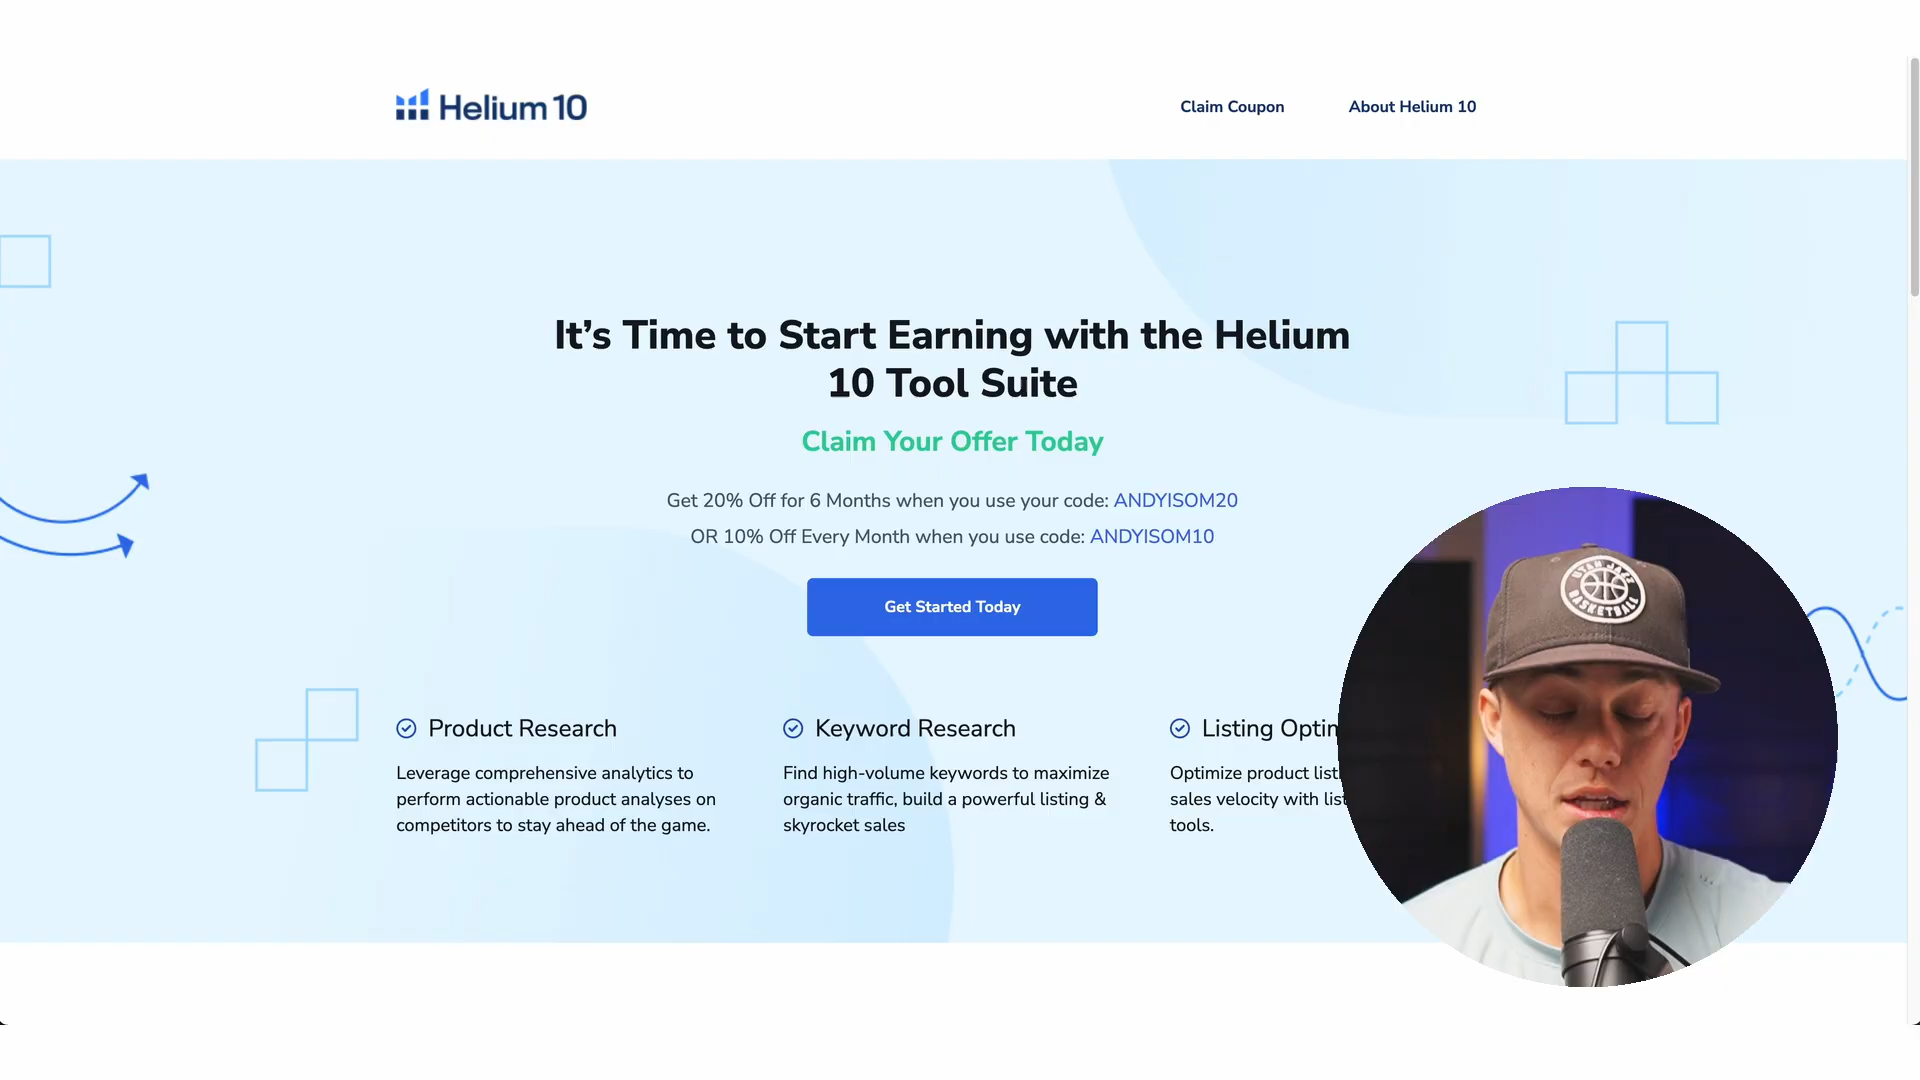 Helium 10
Claim Coupon
About Helium 10
It’s Time to Start Earning with the Helium
10 Tool Suite
Claim Your Offer Today
Get 20% Off for 6 Months when you use your code: ANDYISOM20
OR 10% Off Every Month when you use code: ANDYISOM10
Get Started Today
Product Research
Leverage comprehensive analytics to
perform actionable product analyses on
competitors to stay ahead of the game.
Keyword Research
Find high-volume keywords to maximize
organic traffic, build a powerful listing &
skyrocket sales
Listing
Optimize product
sales velocity with
tools.
UTAH JAZZ
BASKETBALL